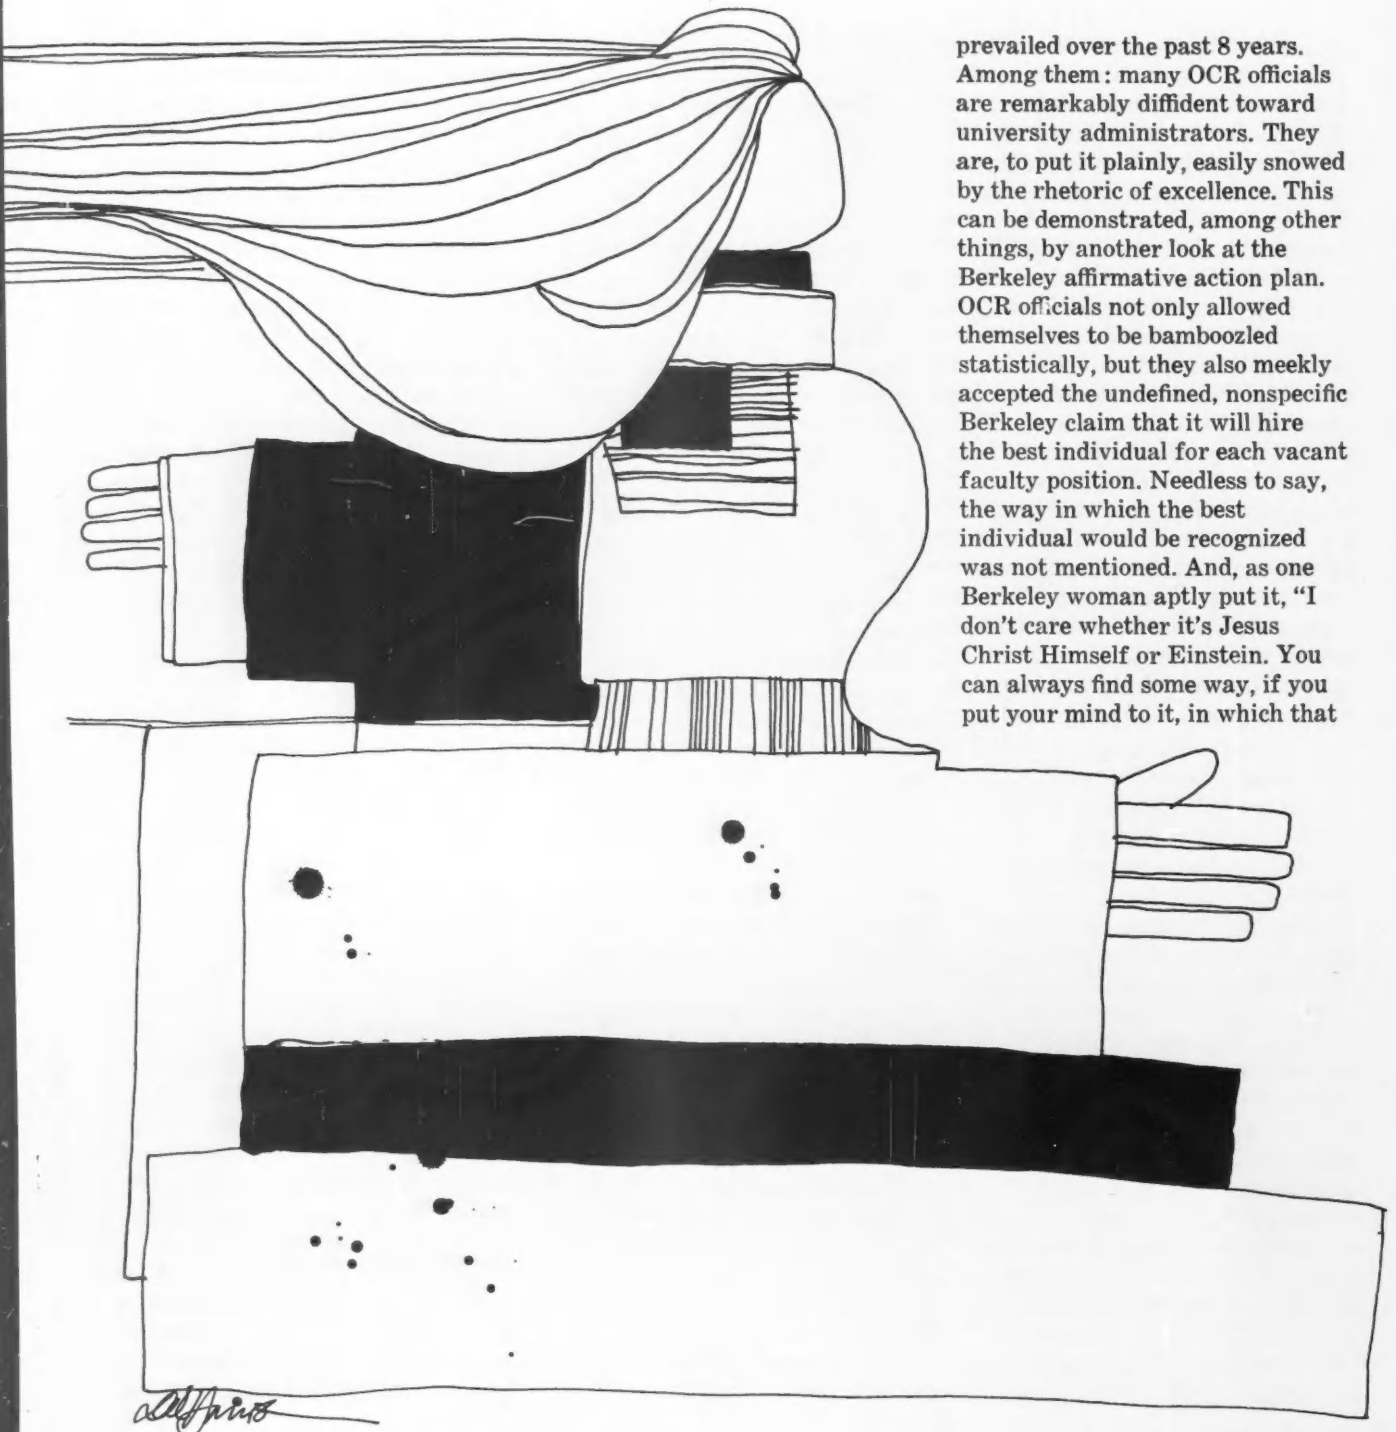 prevailed over the past 8 years.
Among them: many OCR officials
are remarkably diffident toward
university administrators. They
are, to put it plainly, easily snowed
by the rhetoric of excellence. This
can be demonstrated, among other
things, by another look at the
Berkeley affirmative action plan.
OCR officials not only allowed
themselves to be bamboozled
statistically, but they also meekly
accepted the undefined, nonspecific
Berkeley claim that it will hire
the best individual for each vacant
faculty position. Needless to say,
the way in which the best
individual would be recognized
was not mentioned. And, as one
Berkeley woman aptly put it, “I
don't care whether it's Jesus
Christ Himself or Einstein. You
can always find some way, if you
put your mind to it, in which that